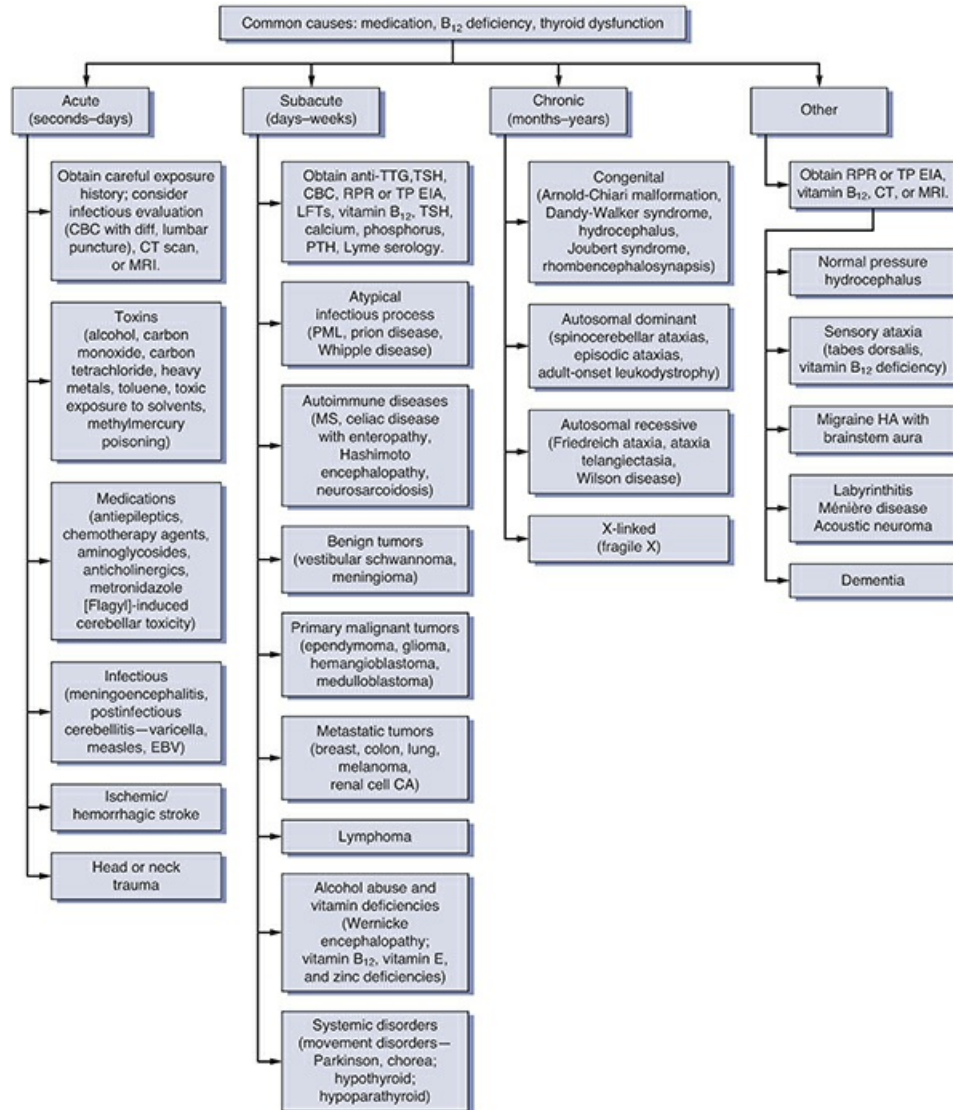 Common causes: medication, B₁₂ deficiency, thyroid dysfunction
Acute
(seconds–days)
Obtain careful exposure
history; consider
infectious evaluation
(CBC with diff, lumbar
puncture), CT scan,
or MRI.
Toxins
(alcohol, carbon
monoxide, carbon
tetrachloride, heavy
metals, toluene, toxic
exposure to solvents,
methylmercury
poisoning)
Medications
(antiepileptics,
chemotherapy agents,
aminoglycosides,
anticholinergics,
metronidazole
[Flagyl]-induced
cerebellar toxicity)
Infectious
(meningoencephalitis,
postinfectious
cerebellitis—varicella,
measles, EBV)
Ischemic/
hemorrhagic stroke
Head or neck
trauma
Subacute
(days–weeks)
Obtain anti-TTG,TSH,
CBC, RPR or TP EIA,
LFTs, vitamin B₁₂, TSH,
calcium, phosphorus,
PTH, Lyme serology.
Atypical
infectious process
(PML, prion disease,
Whipple disease)
Autoimmune diseases
(MS, celiac disease
with enteropathy,
Hashimoto
encephalopathy,
neurosarcoidosis)
Benign tumors
(vestibular schwannoma,
meningioma)
Primary malignant tumors
(ependymoma, glioma,
hemangioblastoma,
medulloblastoma)
Metastatic tumors
(breast, colon, lung,
melanoma,
renal cell CA)
Lymphoma
Alcohol abuse and
vitamin deficiencies
(Wernicke
encephalopathy;
vitamin B₁₂, vitamin E,
and zinc deficiencies)
Systemic disorders
(movement disorders—
Parkinson, chorea;
hypothyroid;
hypoparathyroid)
Chronic
(months–years)
Congenital
(Arnold-Chiari malformation,
Dandy-Walker syndrome,
hydrocephalus,
Joubert syndrome,
rhombencephalosynapsis)
Autosomal dominant
(spinocerebellar ataxias,
episodic ataxias,
adult-onset leukodystrophy)
Autosomal recessive
(Friedreich ataxia, ataxia
telangiectasia,
Wilson disease)
X-linked
(fragile X)
Other
Obtain RPR or TP EIA,
vitamin B₁₂, CT, or MRI.
Normal pressure
hydrocephalus
Sensory ataxia
(tabes dorsalis,
vitamin B₁₂ deficiency)
Migraine HA with
brainstem aura
Labyrinthitis
Ménière disease
Acoustic neuroma
Dementia